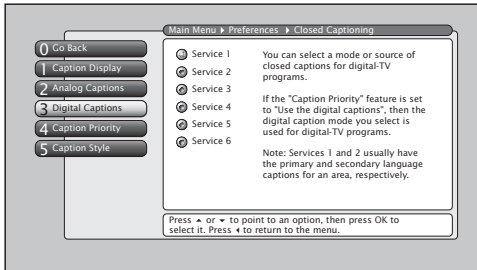 Main Menu ▸ Preferences ▸ Closed Captioning
0 Go Back
1 Caption Display
2 Analog Captions
3 Digital Captions
4 Caption Priority
5 Caption Style
Service 1
Service 2
Service 3
Service 4
Service 5
Service 6
You can select a mode or source of
closed captions for digital-TV
programs.
If the "Caption Priority" feature is set
to "Use the digital captions", then the
digital caption mode you select is
used for digital-TV programs.
Note: Services 1 and 2 usually have
the primary and secondary language
captions for an area, respectively.
Press ▴ or ▾ to point to an option, then press OK to
select it. Press ◂ to return to the menu.